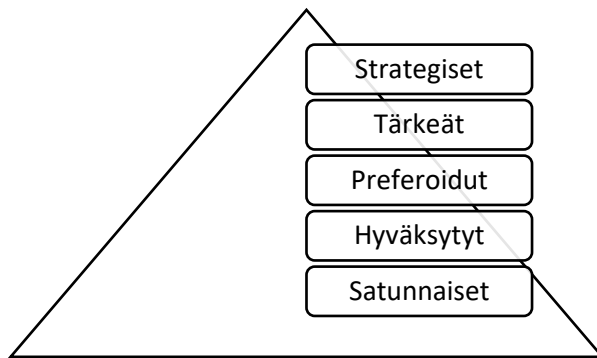 Strategiset
Tärkeät
Preferoidut
Hyväksytyt
Satunnaiset